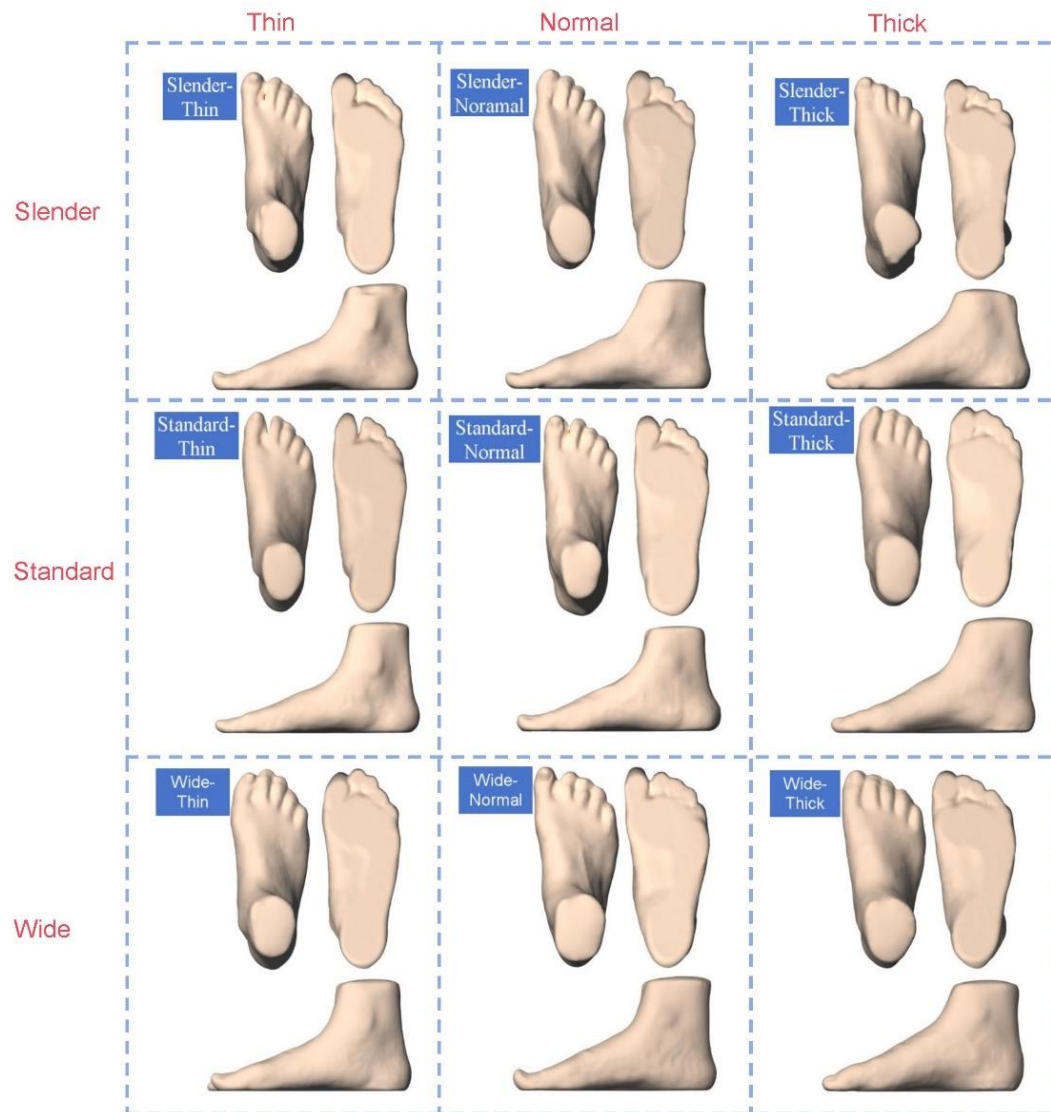 Thin
Normal
Thick
Slender
Slender-
Thin
Slender-
Noramal
Slender-
Thick
Standard
Standard-
Thin
Standard-
Normal
Standard-
Thick
Wide
Wide-
Thin
Wide-
Normal
Wide-
Thick